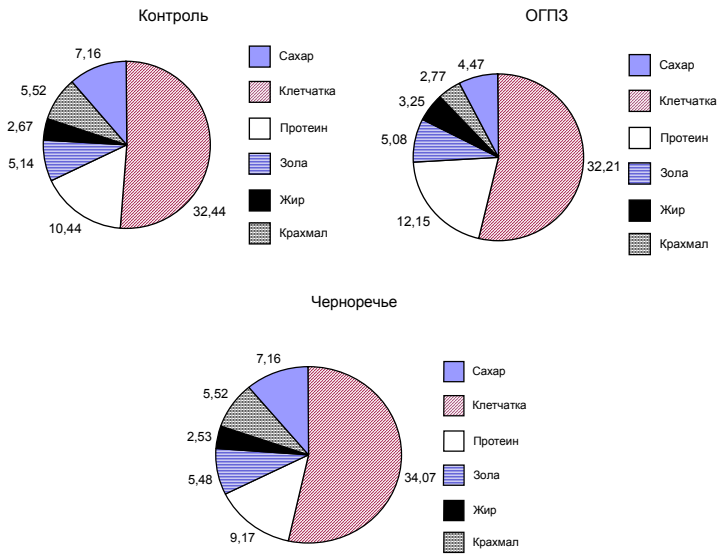 Контроль
7,16
5,52
2,67
5,14
10,44
32,44
Сахар
Клетчатка
Протеин
Зола
Жир
Крахмал
ОГПЗ
4,47
2,77
3,25
5,08
12,15
32,21
Сахар
Клетчатка
Протеин
Зола
Жир
Крахмал
Черноречье
7,16
5,52
2,53
5,48
9,17
34,07
Сахар
Клетчатка
Протеин
Зола
Жир
Крахмал